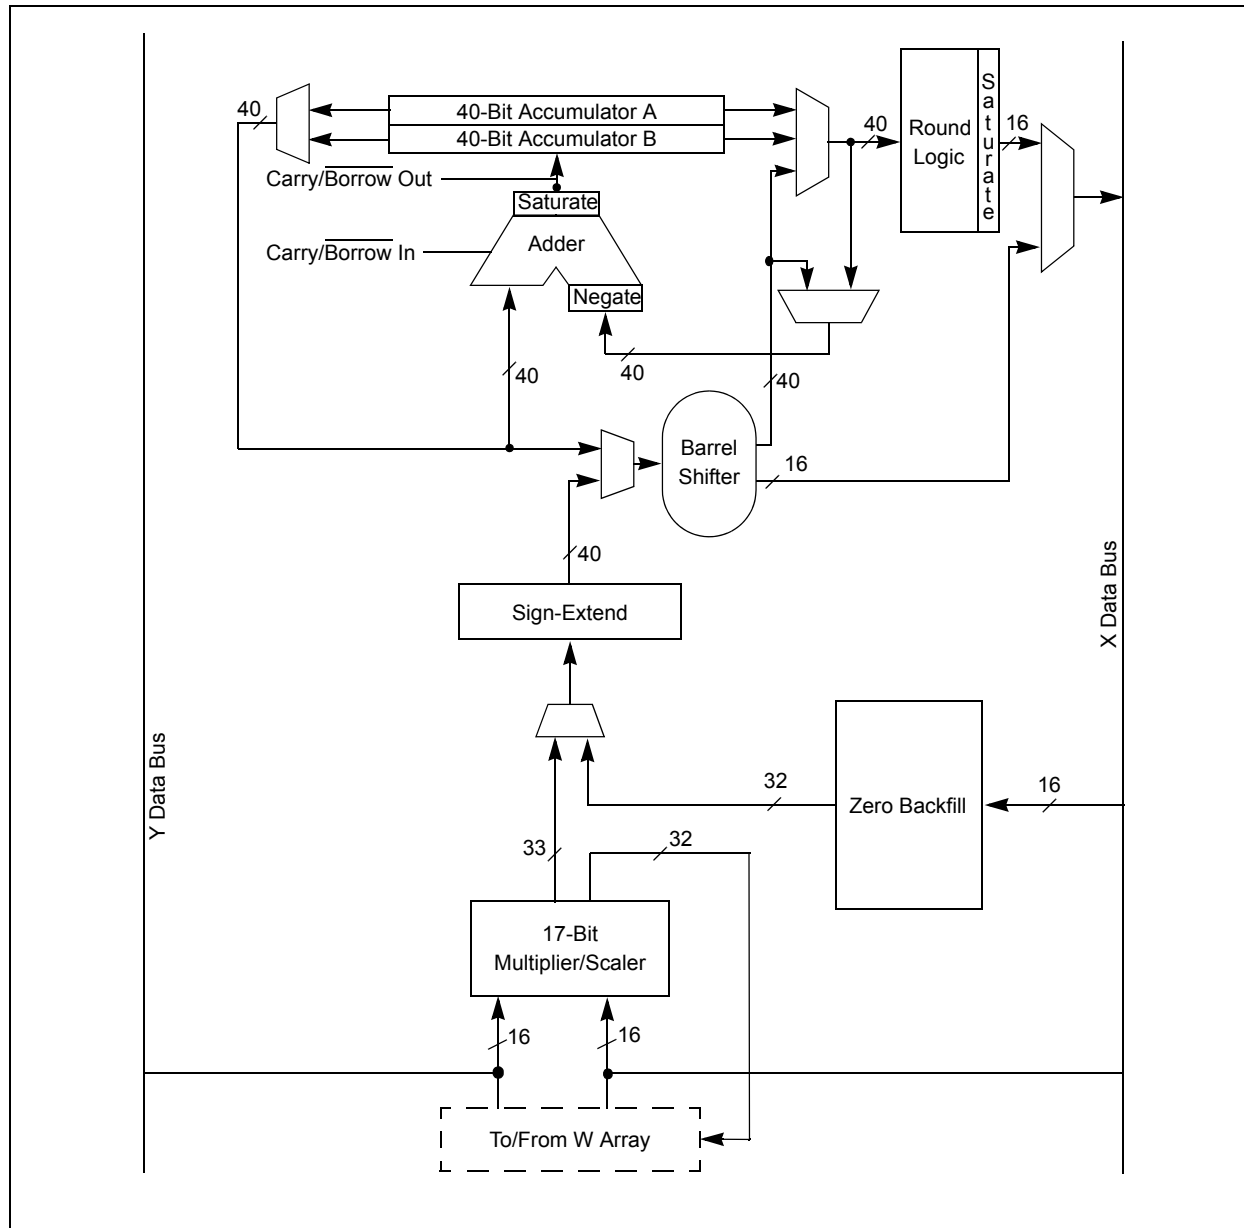 40
40-Bit Accumulator A
40-Bit Accumulator B
40
Round
Logic
Saturate
16
Carry/Borrow Out
Saturate
Carry/Borrow In
Adder
Negate
40
40
40
Barrel
Shifter
16
40
Sign-Extend
X Data Bus
Y Data Bus
32
Zero Backfill
16
33
32
17-Bit
Multiplier/Scaler
16
16
To/From W Array